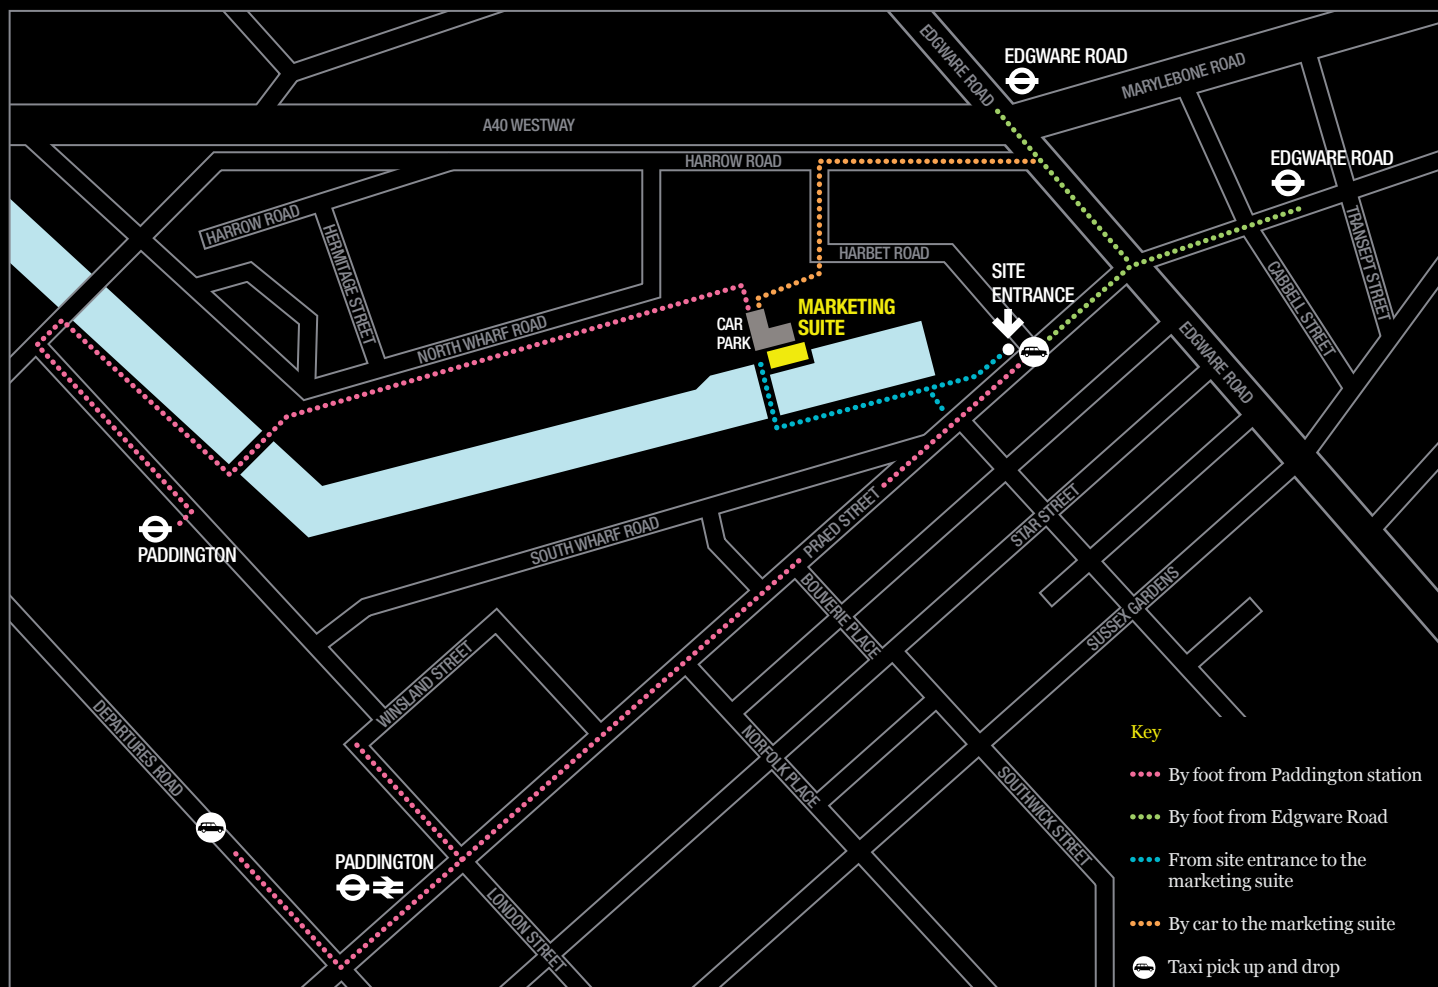 EDGWARE ROAD
EDGWARE ROAD
MARYLEBONE ROAD
A40 WESTWAY
HARROW ROAD
EDGWARE ROAD
HARROW ROAD
HERMITAGE STREET
HARBET ROAD
TRANSEPT STREET
CABBELL STREET
SITE
ENTRANCE
MARKETING
SUITE
CAR
PARK
NORTH WHARF ROAD
EDGWARE ROAD
PADDINGTON
SOUTH WHARF ROAD
PRAED STREET
STAR STREET
BOUVERIE PLACE
SUSSEX GARDENS
WINSLAND STREET
DEPARTURES ROAD
NORFOLK PLACE
SOUTHWICK STREET
PADDINGTON
LONDON STREET
Key
By foot from Paddington station
By foot from Edgware Road
From site entrance to the
marketing suite
By car to the marketing suite
Taxi pick up and drop